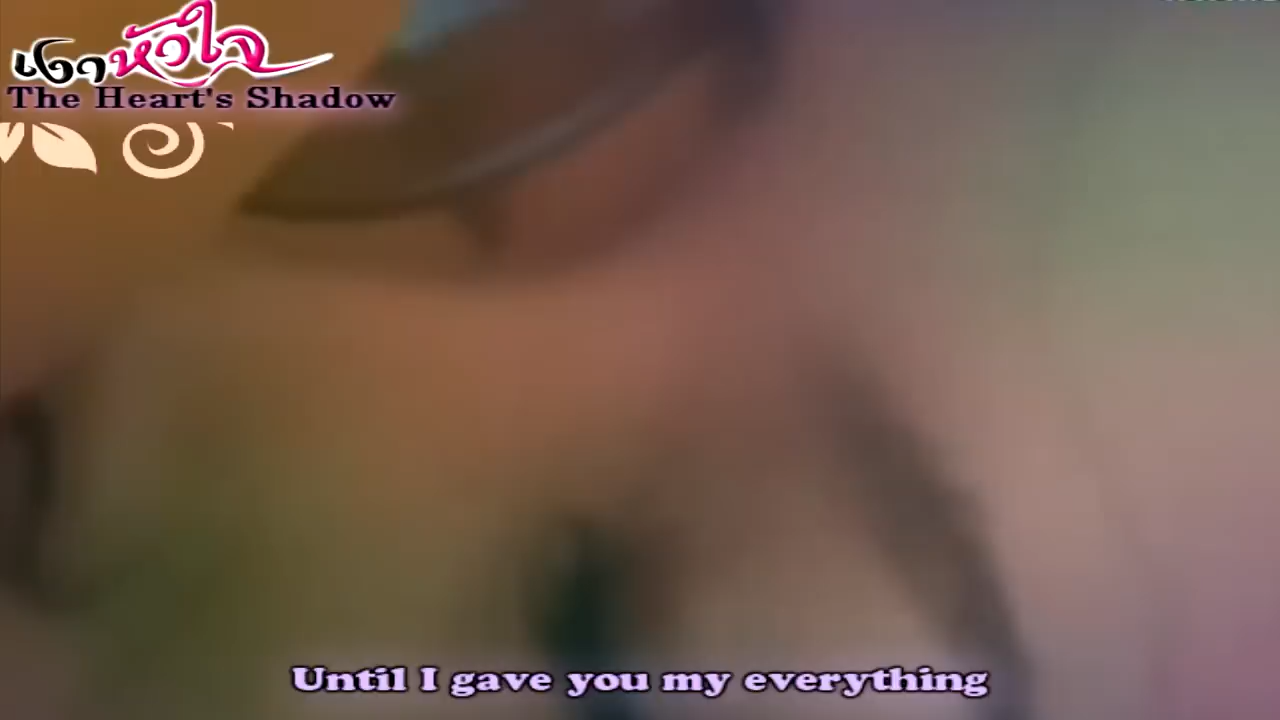 เงาหัวใจ
The Heart's Shadow
Until I gave you my everything